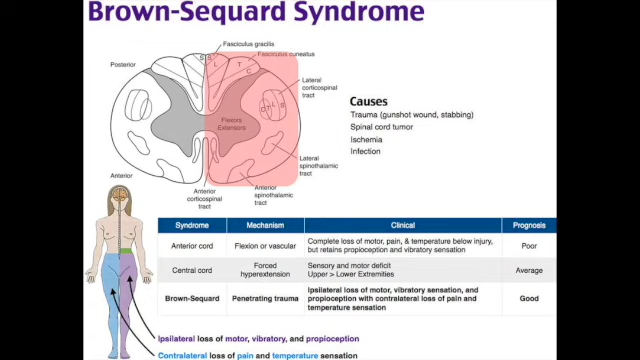 Brown-Sequard Syndrome
Fasciculus gracilis
Fasciculus cuneatus
Posterior
S S L T C
Lateral
corticospinal
tract
C T L S
Flexors
Extensors
Lateral
spinothalamic
tract
Anterior
Anterior
corticospinal
tract
Anterior
spinothalamic tract
Causes
Trauma (gunshot wound, stabbing)
Spinal cord tumor
Ischemia
Infection
Syndrome Mechanism Clinical Prognosis
Anterior cord Flexion or vascular Complete loss of motor, pain, & temperature below injury, Poor
but retains propioception and vibratory sensation
Central cord Forced hyperextension Sensory and motor deficit Average
Upper > Lower Extremities
Brown-Sequard Penetrating trauma Ipsilateral loss of motor, vibratory sensation, and Good
propioception with contralateral loss of pain and
temperature sensation
Ipsilateral loss of motor, vibratory, and propioception
Contralateral loss of pain and temperature sensation